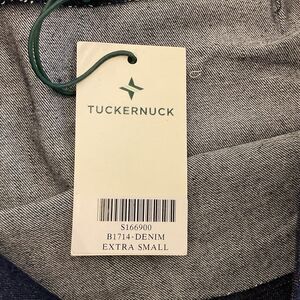 TUCKERNUCK
S166900
B1714-DENIM
EXTRA SMALL